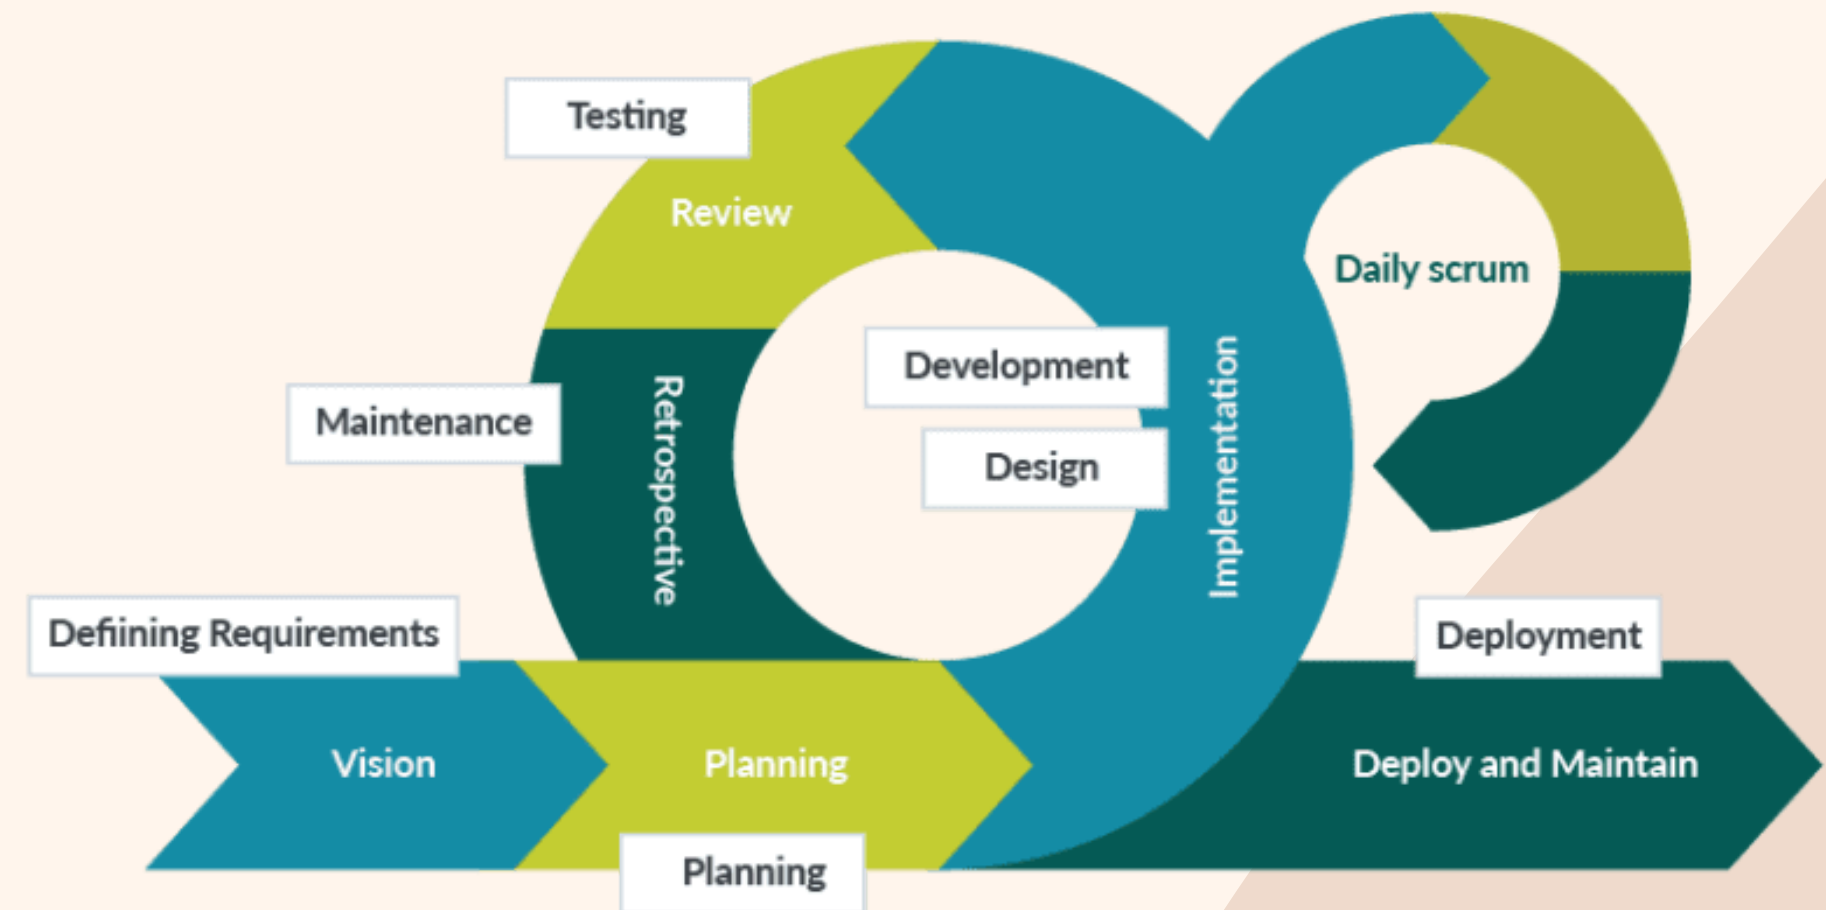 Testing
Review
Daily scrum
Development
Implementation
Retrospective
Maintenance
Design
Defiining Requirements
Deployment
Vision
Planning
Deploy and Maintain
Planning